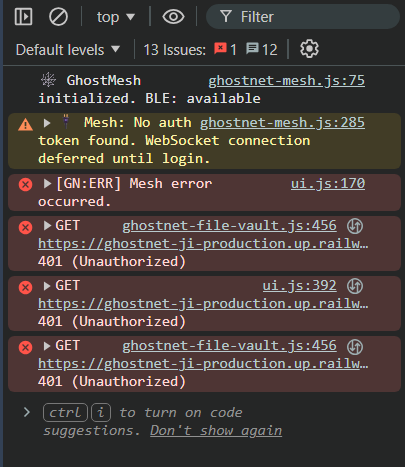 top
Filter
Default levels
13 Issues: 1 12
GhostMesh ghostnet-mesh.js:75
initialized. BLE: available
Mesh: No auth ghostnet-mesh.js:285
token found. WebSocket connection
deferred until login.
[GN:ERR] Mesh error ui.js:170
occurred.
GET ghostnet-file-vault.js:456
https://ghostnet-ji-production.up.railw…
401 (Unauthorized)
GET ui.js:392
https://ghostnet-ji-production.up.railw…
401 (Unauthorized)
GET ghostnet-file-vault.js:456
https://ghostnet-ji-production.up.railw…
401 (Unauthorized)
ctrl i to turn on code
suggestions. Don't show again